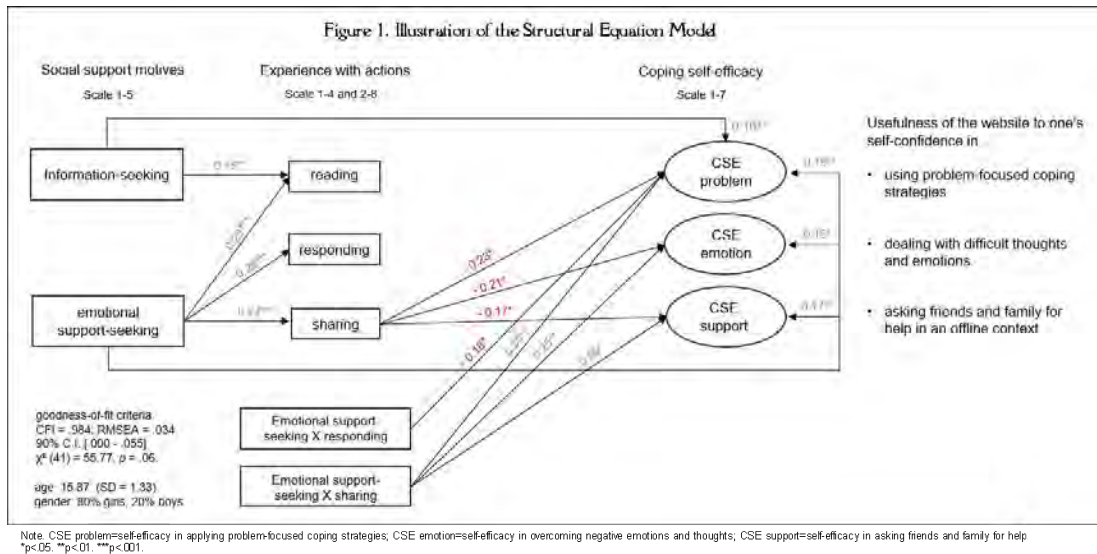 Figure 1. Illustration of the Structural Equation Model
Social support motives
Scale 1-5
Experience with actions
Scale 1-4 and 2-8
Coping self-efficacy
Scale 1-7
Information-seeking
reading
responding
emotional
support-seeking
sharing
CSE
problem
CSE
emotion
CSE
support
- 0.23*
- 0.21*
- 0.17*
- 0.18*
Usefulness of the website to one's
self-confidence in
• using problem-focused coping
strategies
• dealing with difficult thoughts
and emotions
• asking friends and family for
help in an offline context
Emotional support
seeking X responding
Emotional support-
seeking X sharing
goodness-of-fit criteria
CFI = .984; RMSEA = .034
90% C.I. [.000 - .055]
χ² (41) = 55.77, p = .06.
age: 15.87 (SD = 1.33)
gender: 80% girls, 20% boys
Note. CSE problem=self-efficacy in applying problem-focused coping strategies; CSE emotion=self-efficacy in overcoming negative emotions and thoughts; CSE support=self-efficacy in asking friends and family for help
*p<.05. **p<.01. ***p<.001.